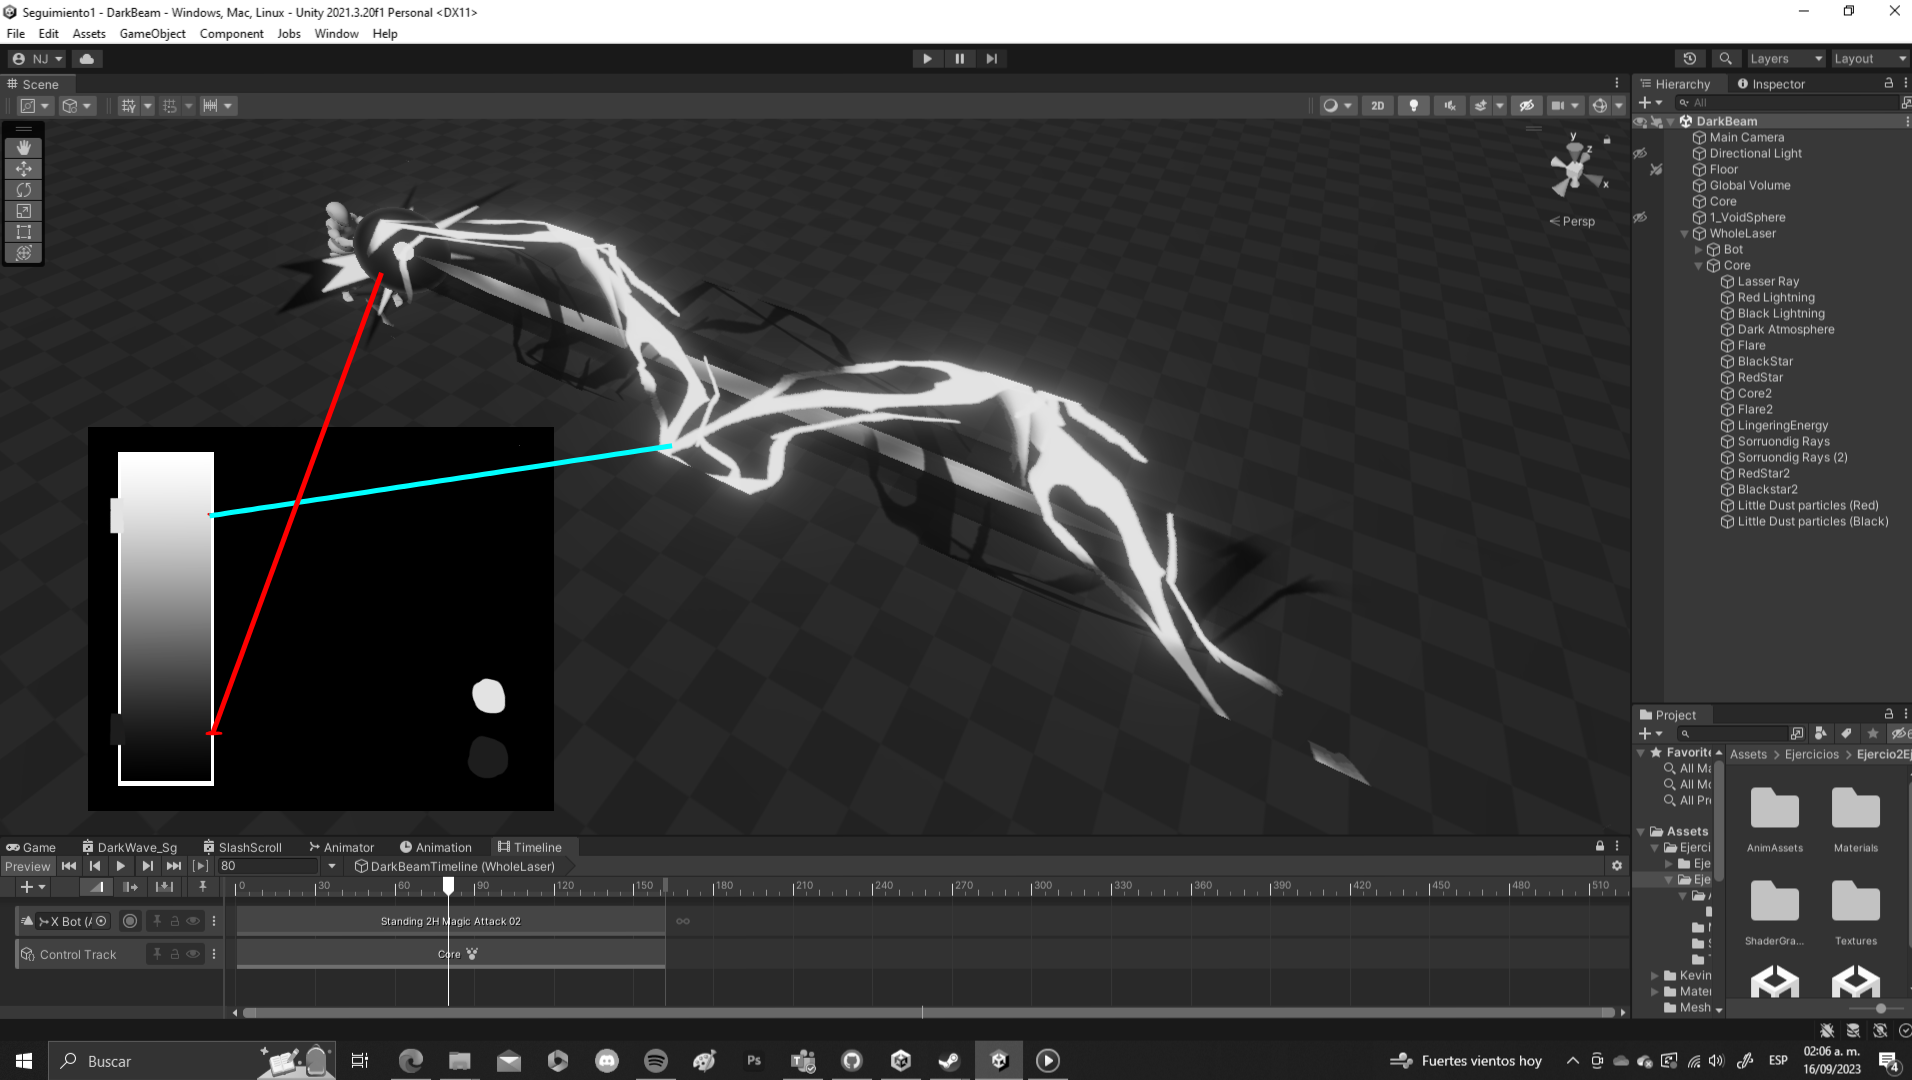 Seguimiento1 - DarkBeam - Windows, Mac, Linux - Unity 2021.3.20f1 Personal <DX11>
File Edit Assets GameObject Component Jobs Window Help
NJ
Layers
Layout
Scene
2D
y
z
x
< Persp
Hierarchy
Inspector
All
DarkBeam
Main Camera
Directional Light
Floor
Global Volume
Core
1_VoidSphere
WholeLaser
Bot
Core
Lasser Ray
Red Lightning
Black Lightning
Dark Atmosphere
Flare
BlackStar
RedStar
Core2
Flare2
LingeringEnergy
Sorruondig Rays
Sorruondig Rays (2)
RedStar2
Blackstar2
Little Dust particles (Red)
Little Dust particles (Black)
Project
6
Favorite
All Ma
All Mo
All Pr
Assets
Ejerci
Eje
Eje
Kevin
Mater
Mesh
Assets > Ejercicios > Ejercio2Ej
AnimAssets
Materials
ShaderGra...
Textures
Game
DarkWave_Sg
SlashScroll
Animator
Animation
Timeline
Preview
80
DarkBeamTimeline (WholeLaser)
0 30 60 90 120 150 180 210 240 270 300 330 360 390 420 450 480 510
X Bot (A
Standing 2H Magic Attack 02
Control Track
Core
Buscar
Ps
Fuertes vientos hoy
ESP
02:06 a. m.
16/09/2023
4